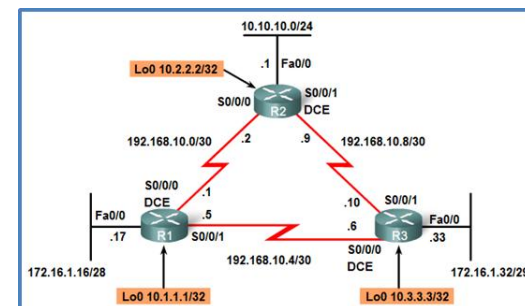 10.10.10.0/24
.1 Fa0/0
Lo0 10.2.2.2/32
S0/0/0
S0/0/1
R2
DCE
192.168.10.0/30
.2
.9
192.168.10.8/30
S0/0/0
DCE
.1
.10
S0/0/1
Fa0/0
.5
.6
Fa0/0
.17
R1
S0/0/1
S0/0/0
R3
.33
172.16.1.16/28
192.168.10.4/30
DCE
172.16.1.32/29
Lo0 10.1.1.1/32
Lo0 10.3.3.3/32